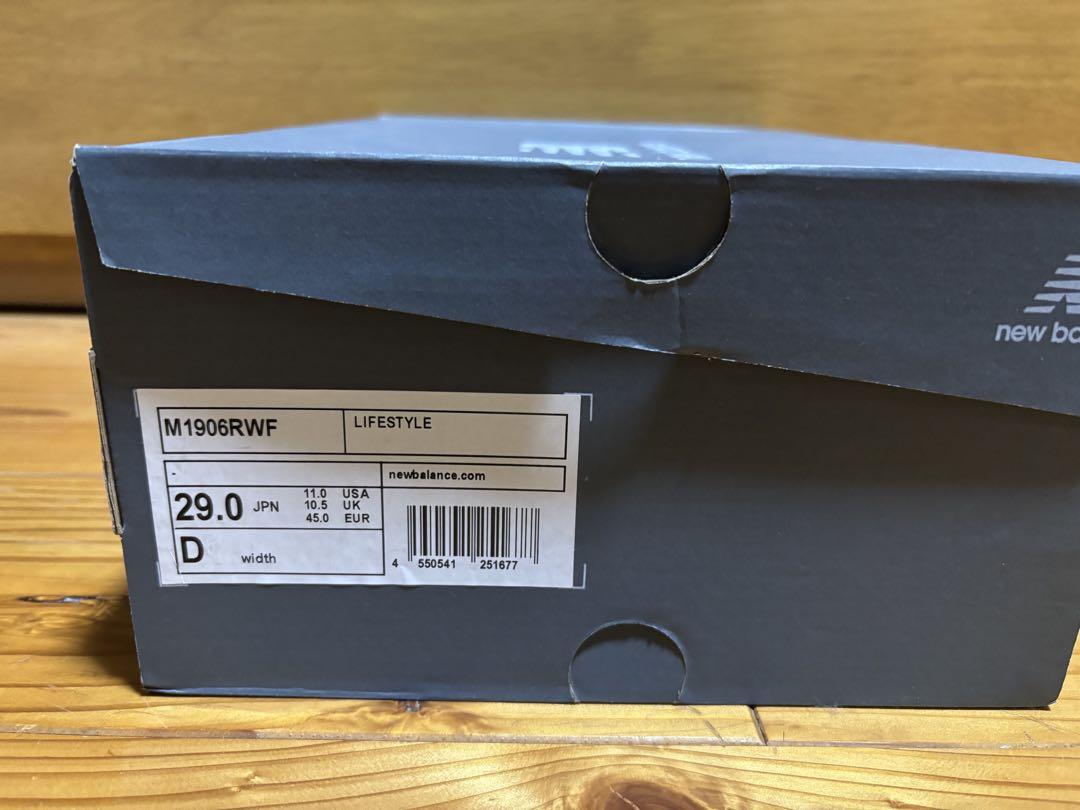 new ba
M1906RWF
LIFESTYLE
-
newbalance.com
29.0 JPN
11.0 USA
10.5 UK
45.0 EUR
D width
4 550541 251677